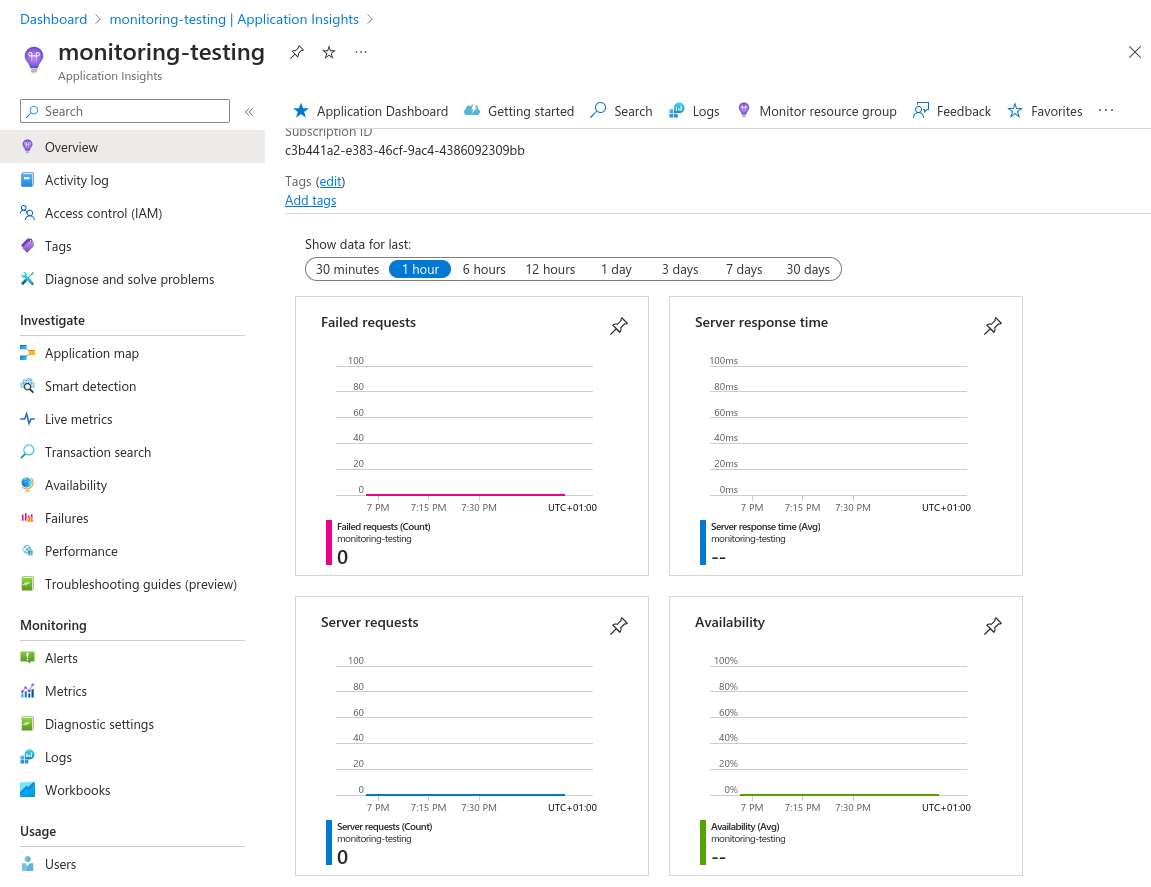 Dashboard > monitoring-testing | Application Insights >
monitoring-testing
Application Insights
Search
Overview
Activity log
Access control (IAM)
Tags
Diagnose and solve problems
Investigate
Application map
Smart detection
Live metrics
Transaction search
Availability
Failures
Performance
Troubleshooting guides (preview)
Monitoring
Alerts
Metrics
Diagnostic settings
Logs
Workbooks
Usage
Users
Application Dashboard Getting started Search Logs Monitor resource group Feedback Favorites
Subscription ID
c3b441a2-e383-46cf-9ac4-4386092309bb
Tags (edit)
Add tags
Show data for last:
30 minutes 1 hour 6 hours 12 hours 1 day 3 days 7 days 30 days
Failed requests
100
80
60
40
20
0
7 PM 7:15 PM 7:30 PM UTC+01:00
Failed requests (Count)
monitoring-testing
0
Server response time
100ms
80ms
60ms
40ms
20ms
0ms
7 PM 7:15 PM 7:30 PM UTC+01:00
Server response time (Avg)
monitoring-testing
--
Server requests
100
80
60
40
20
0
7 PM 7:15 PM 7:30 PM UTC+01:00
Server requests (Count)
monitoring-testing
0
Availability
100%
80%
60%
40%
20%
0%
7 PM 7:15 PM 7:30 PM UTC+01:00
Availability (Avg)
monitoring-testing
--